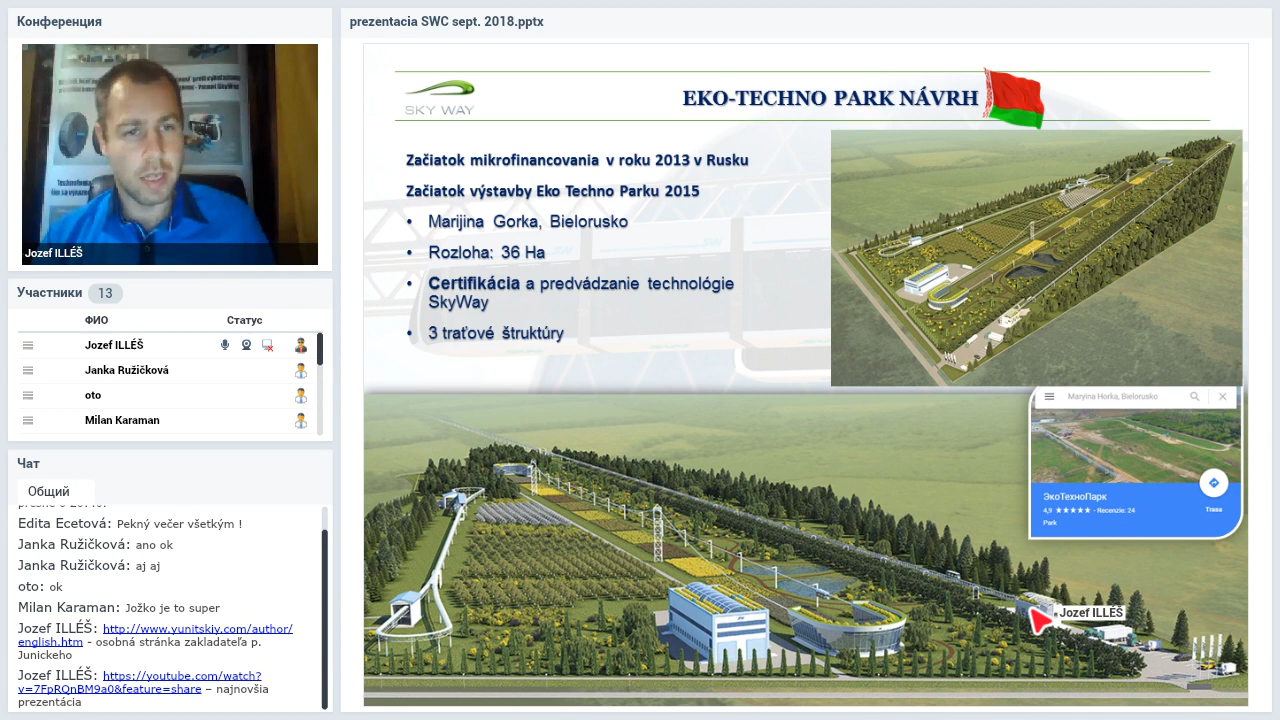 Конференция
Jozef ILLÉŠ
Участники 13
ФИО Статус
Jozef ILLÉŠ
Janka Ružičková
oto
Milan Karaman
Чат
Общий
Edita Ecetová: Pekný večer všetkým !
Janka Ružičková: ano ok
Janka Ružičková: aj aj
oto: ok
Milan Karaman: Jožko je to super
Jozef ILLÉŠ: http://www.yunitskiy.com/author/
english.htm - osobná stránka zakladateľa p.
Junickeho
Jozef ILLÉŠ: https://youtube.com/watch?
v=7FpRQnBM9a0&feature=share – najnovšia
prezentácia
prezentacia SWC sept. 2018.pptx
SKY WAY
EKO-TECHNO PARK NÁVRH
Začiatok mikrofinancovania v roku 2013 v Rusku
Začiatok výstavby Eko Techno Parku 2015
• Marijina Gorka, Bielorusko
• Rozloha: 36 Ha
• Certifikácia a predvádzanie technológie
SkyWay
• 3 traťové štruktúry
Maryina Horka, Bielorusko
ЭкоТехноПарк
4,9 ★★★★★ - Recenzie: 24
Park
Trasa
Jozef ILLÉŠ